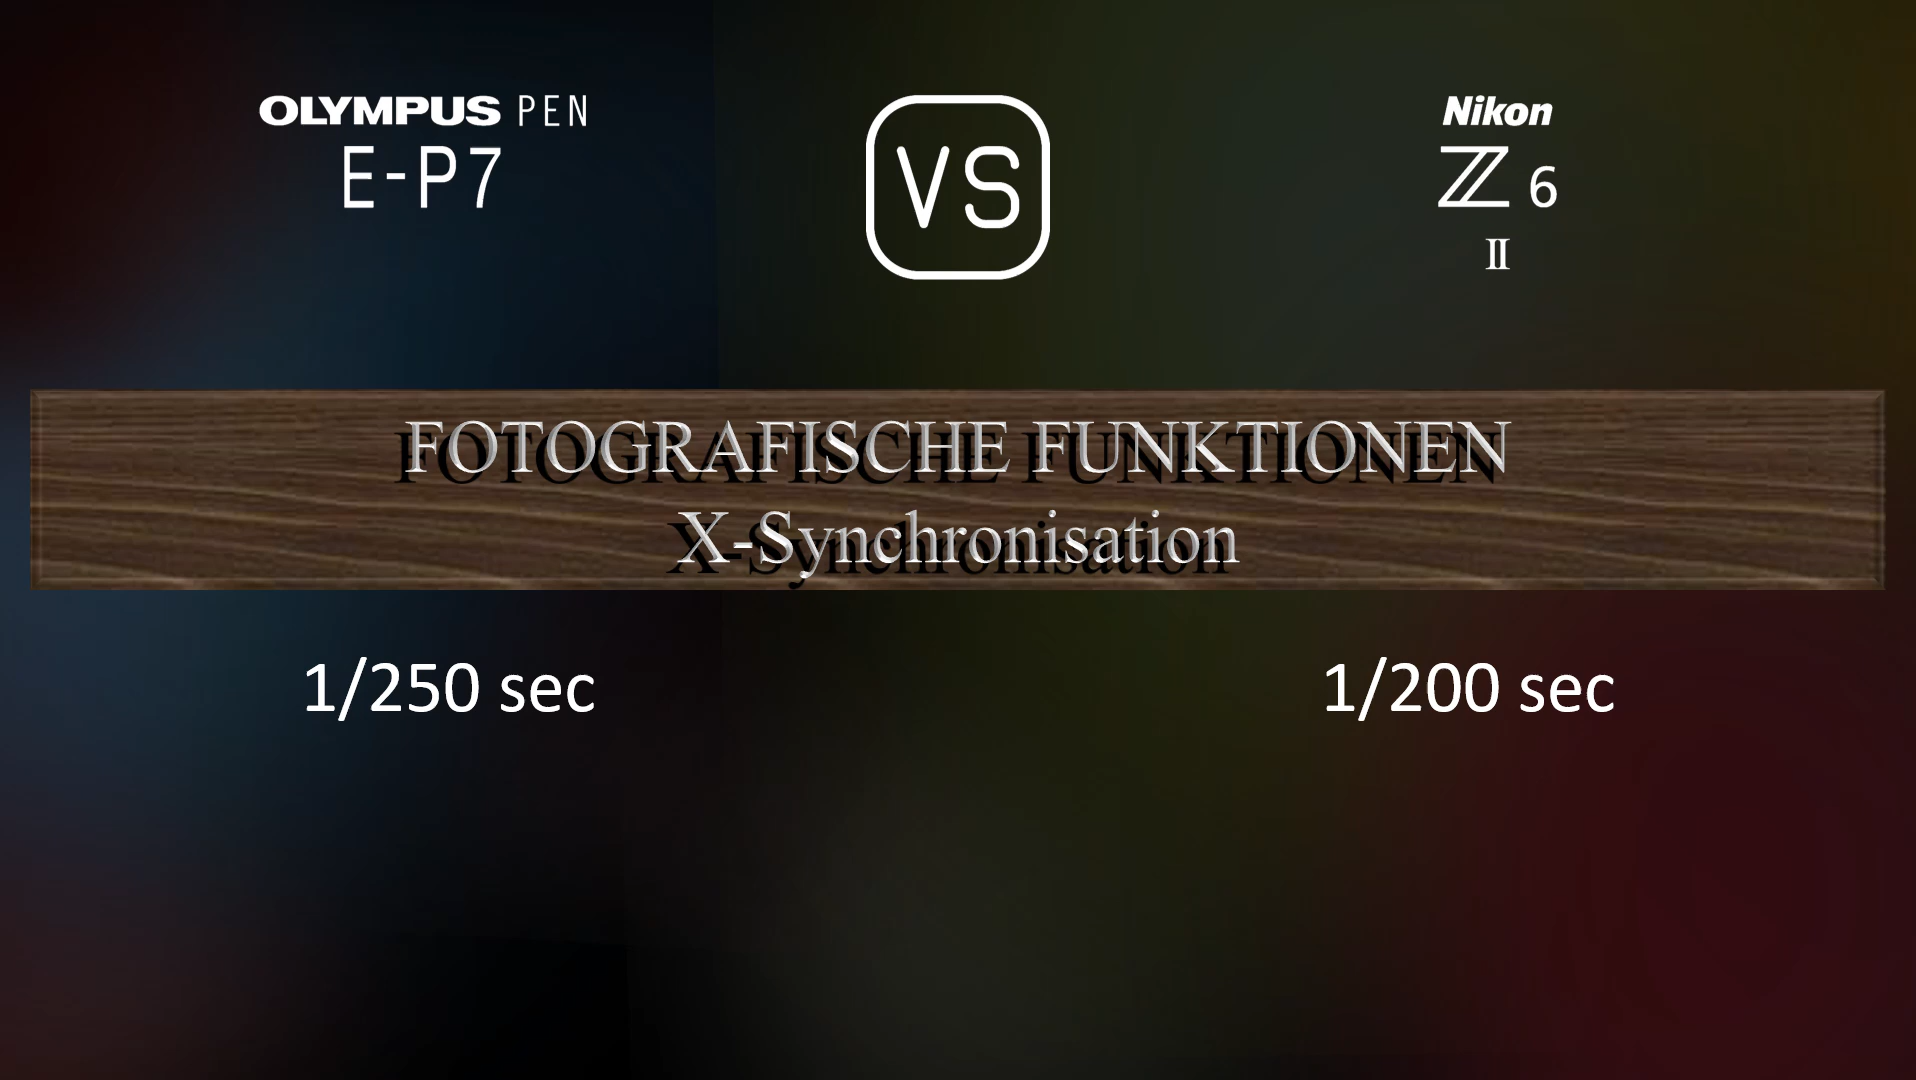 OLYMPUS PEN
E-P7
VS
Nikon
Z 6
II
FOTOGRAFISCHE FUNKTIONEN
X-Synchronisation
1/250 sec
1/200 sec